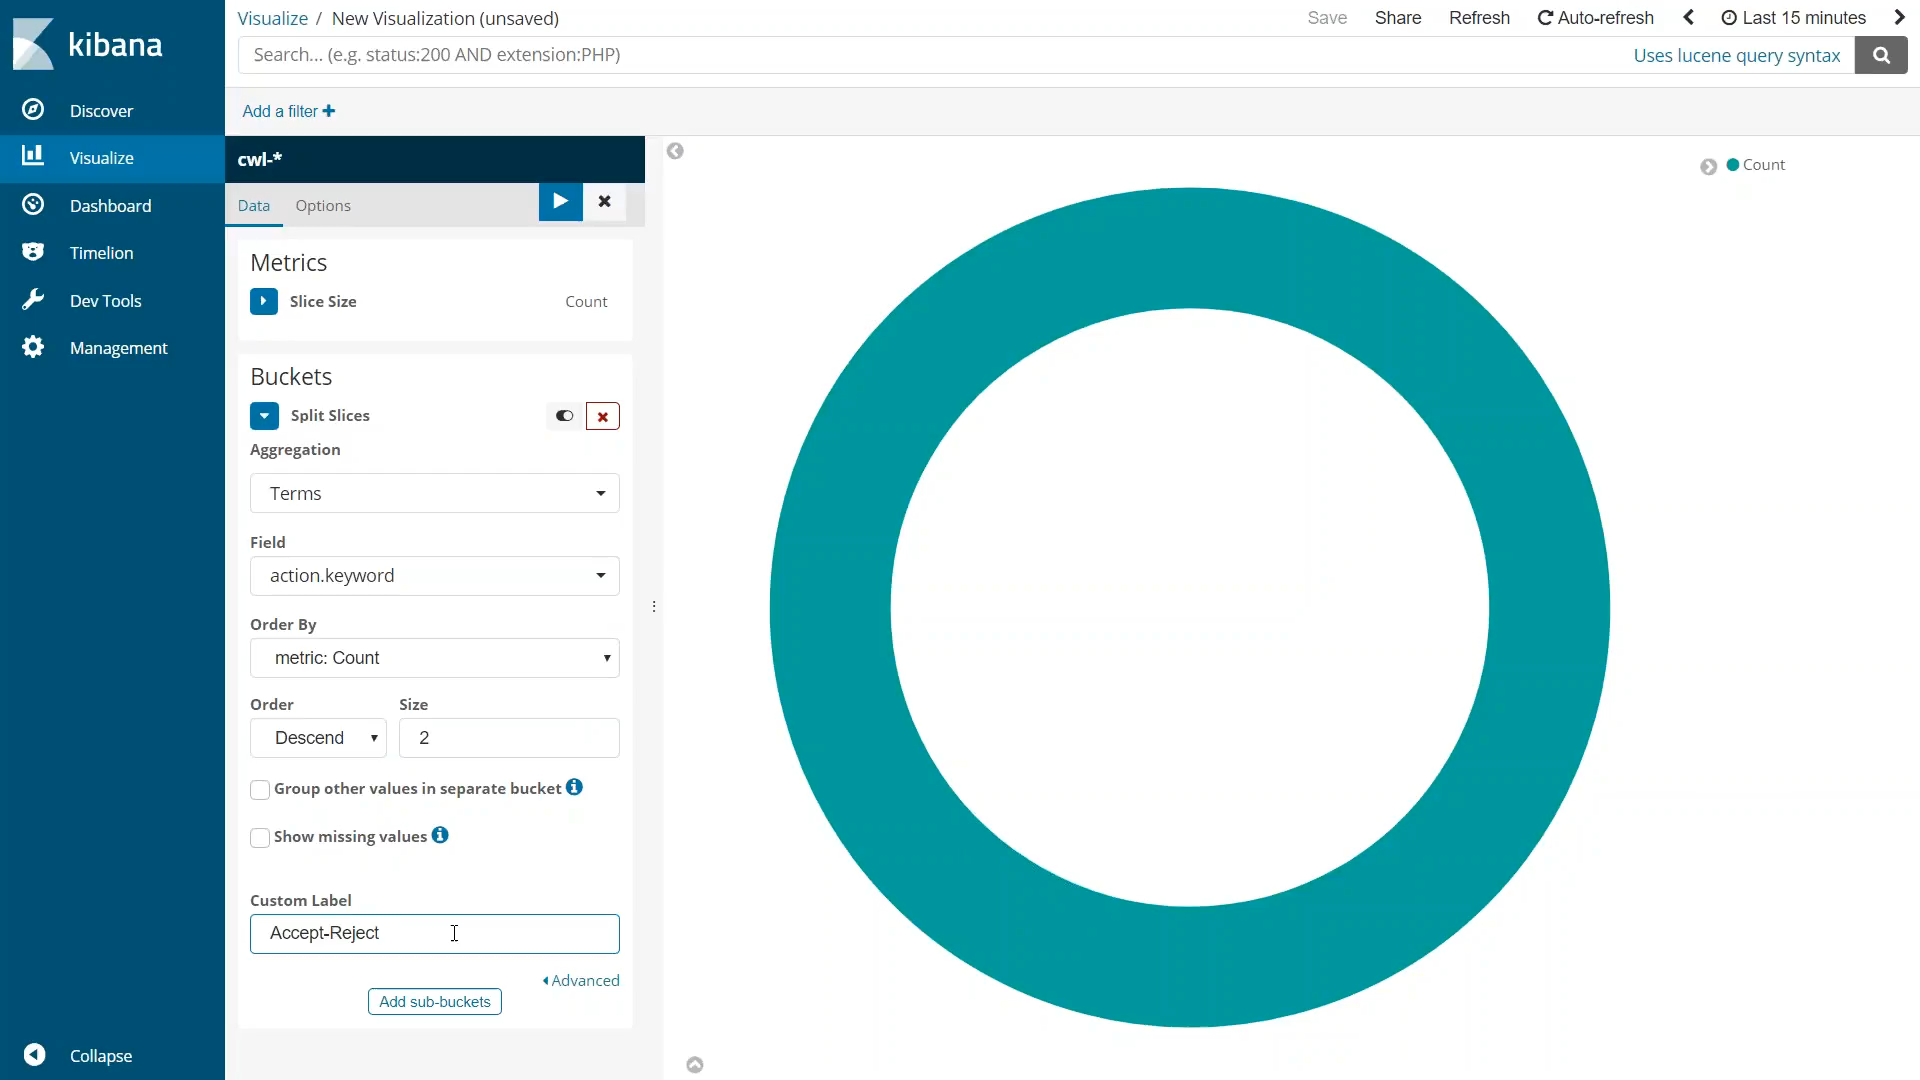 kibana
Discover
Visualize
Dashboard
Timelion
Dev Tools
Management
Collapse
Visualize / New Visualization (unsaved)
Save Share Refresh Auto-refresh Last 15 minutes
Search... (e.g. status:200 AND extension:PHP) Uses lucene query syntax
Add a filter +
cwl-*
Data Options
Metrics
Slice Size Count
Buckets
Split Slices
Aggregation
Terms
Field
action.keyword
Order By
metric: Count
Order Size
Descend 2
Group other values in separate bucket
Show missing values
Custom Label
Accept-Reject
Advanced
Add sub-buckets
Count